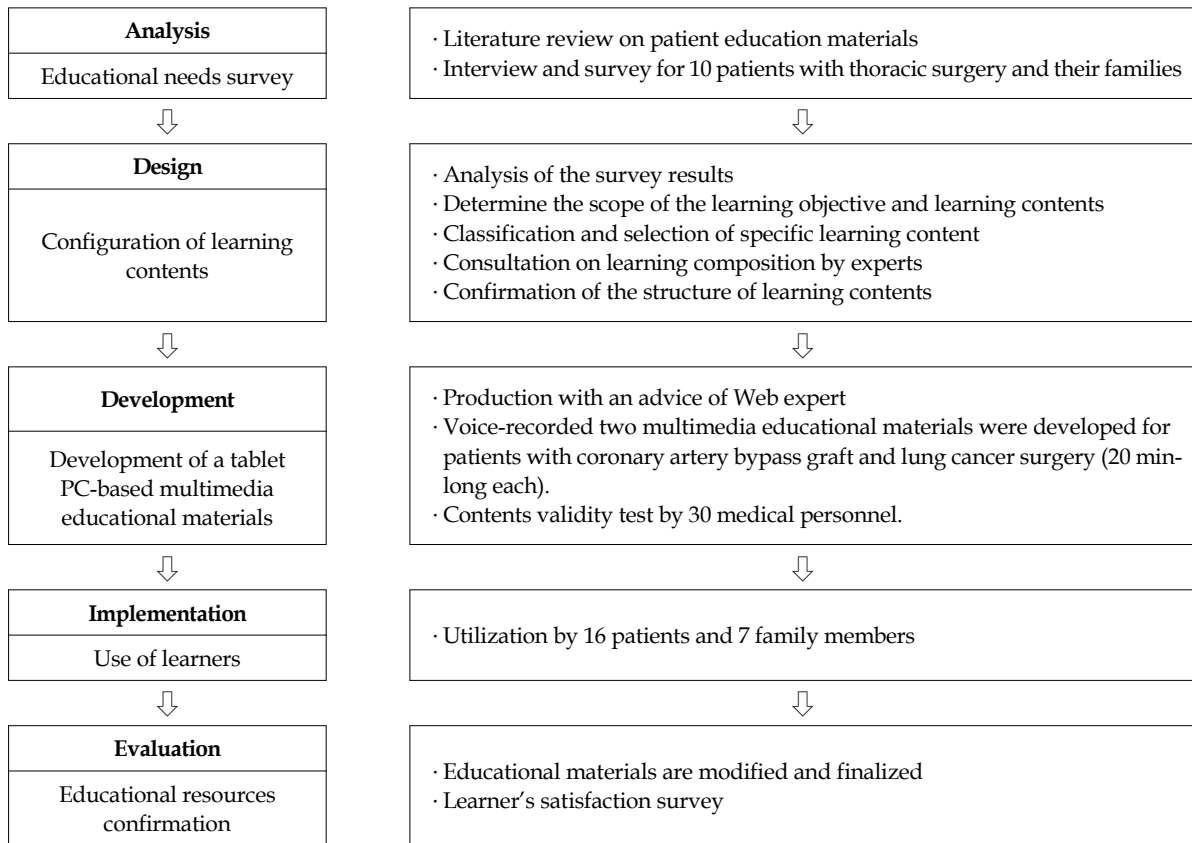 Analysis
Educational needs survey
· Literature review on patient education materials
· Interview and survey for 10 patients with thoracic surgery and their families
Design
Configuration of learning
contents
· Analysis of the survey results
· Determine the scope of the learning objective and learning contents
· Classification and selection of specific learning content
· Consultation on learning composition by experts
· Confirmation of the structure of learning contents
Development
Development of a tablet
PC-based multimedia
educational materials
· Production with an advice of Web expert
· Voice-recorded two multimedia educational materials were developed for
patients with coronary artery bypass graft and lung cancer surgery (20 min-
long each).
· Contents validity test by 30 medical personnel.
Implementation
Use of learners
· Utilization by 16 patients and 7 family members
Evaluation
Educational resources
confirmation
· Educational materials are modified and finalized
· Learner's satisfaction survey